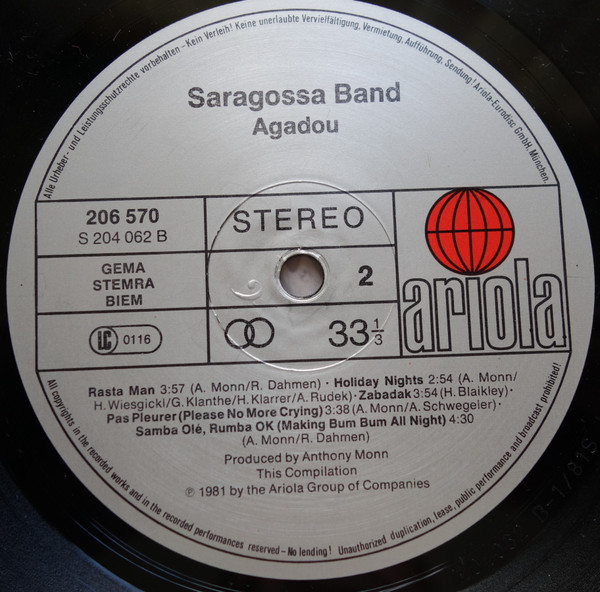 Alle Urheber- und Leistungsschutzrechte vorbehalten – Kein Verleih! Keine unerlaubte Vervielfältigung, Vermietung, Aufführung, Sendung! Ariola-Eurodisc GmbH, München.
Saragossa Band
Agadou
206 570
S 204 062 B
STEREO
GEMA
STEMRA
BIEM
2
LC 0116
33 1/3
ariola
Rasta Man 3:57 (A. Monn/R. Dahmen) · Holiday Nights 2:54 (A. Monn/
H. Wiesgickl/G. Klanthe/H. Klarrer/A. Rudek) · Zabadak 3:54 (H. Blaikley) ·
Pas Pleurer (Please No More Crying) 3:38 (A. Monn/A. Schwegeler) ·
Samba Olé, Rumba OK (Making Bum Bum All Night) 4:30
(A. Monn/R. Dahmen)
Produced by Anthony Monn
This Compilation
℗ 1981 by the Ariola Group of Companies
All copyrights in the recorded works and in the recorded performances reserved – No lending! Unauthorized duplication, lease, public performance and broadcast prohibited!